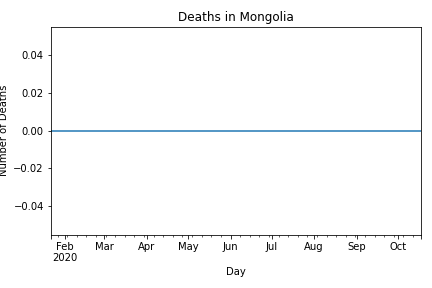 Deaths in Mongolia
Number of Deaths
0.04
0.02
0.00
−0.02
−0.04
Feb Mar Apr May Jun Jul Aug Sep Oct
2020
Day